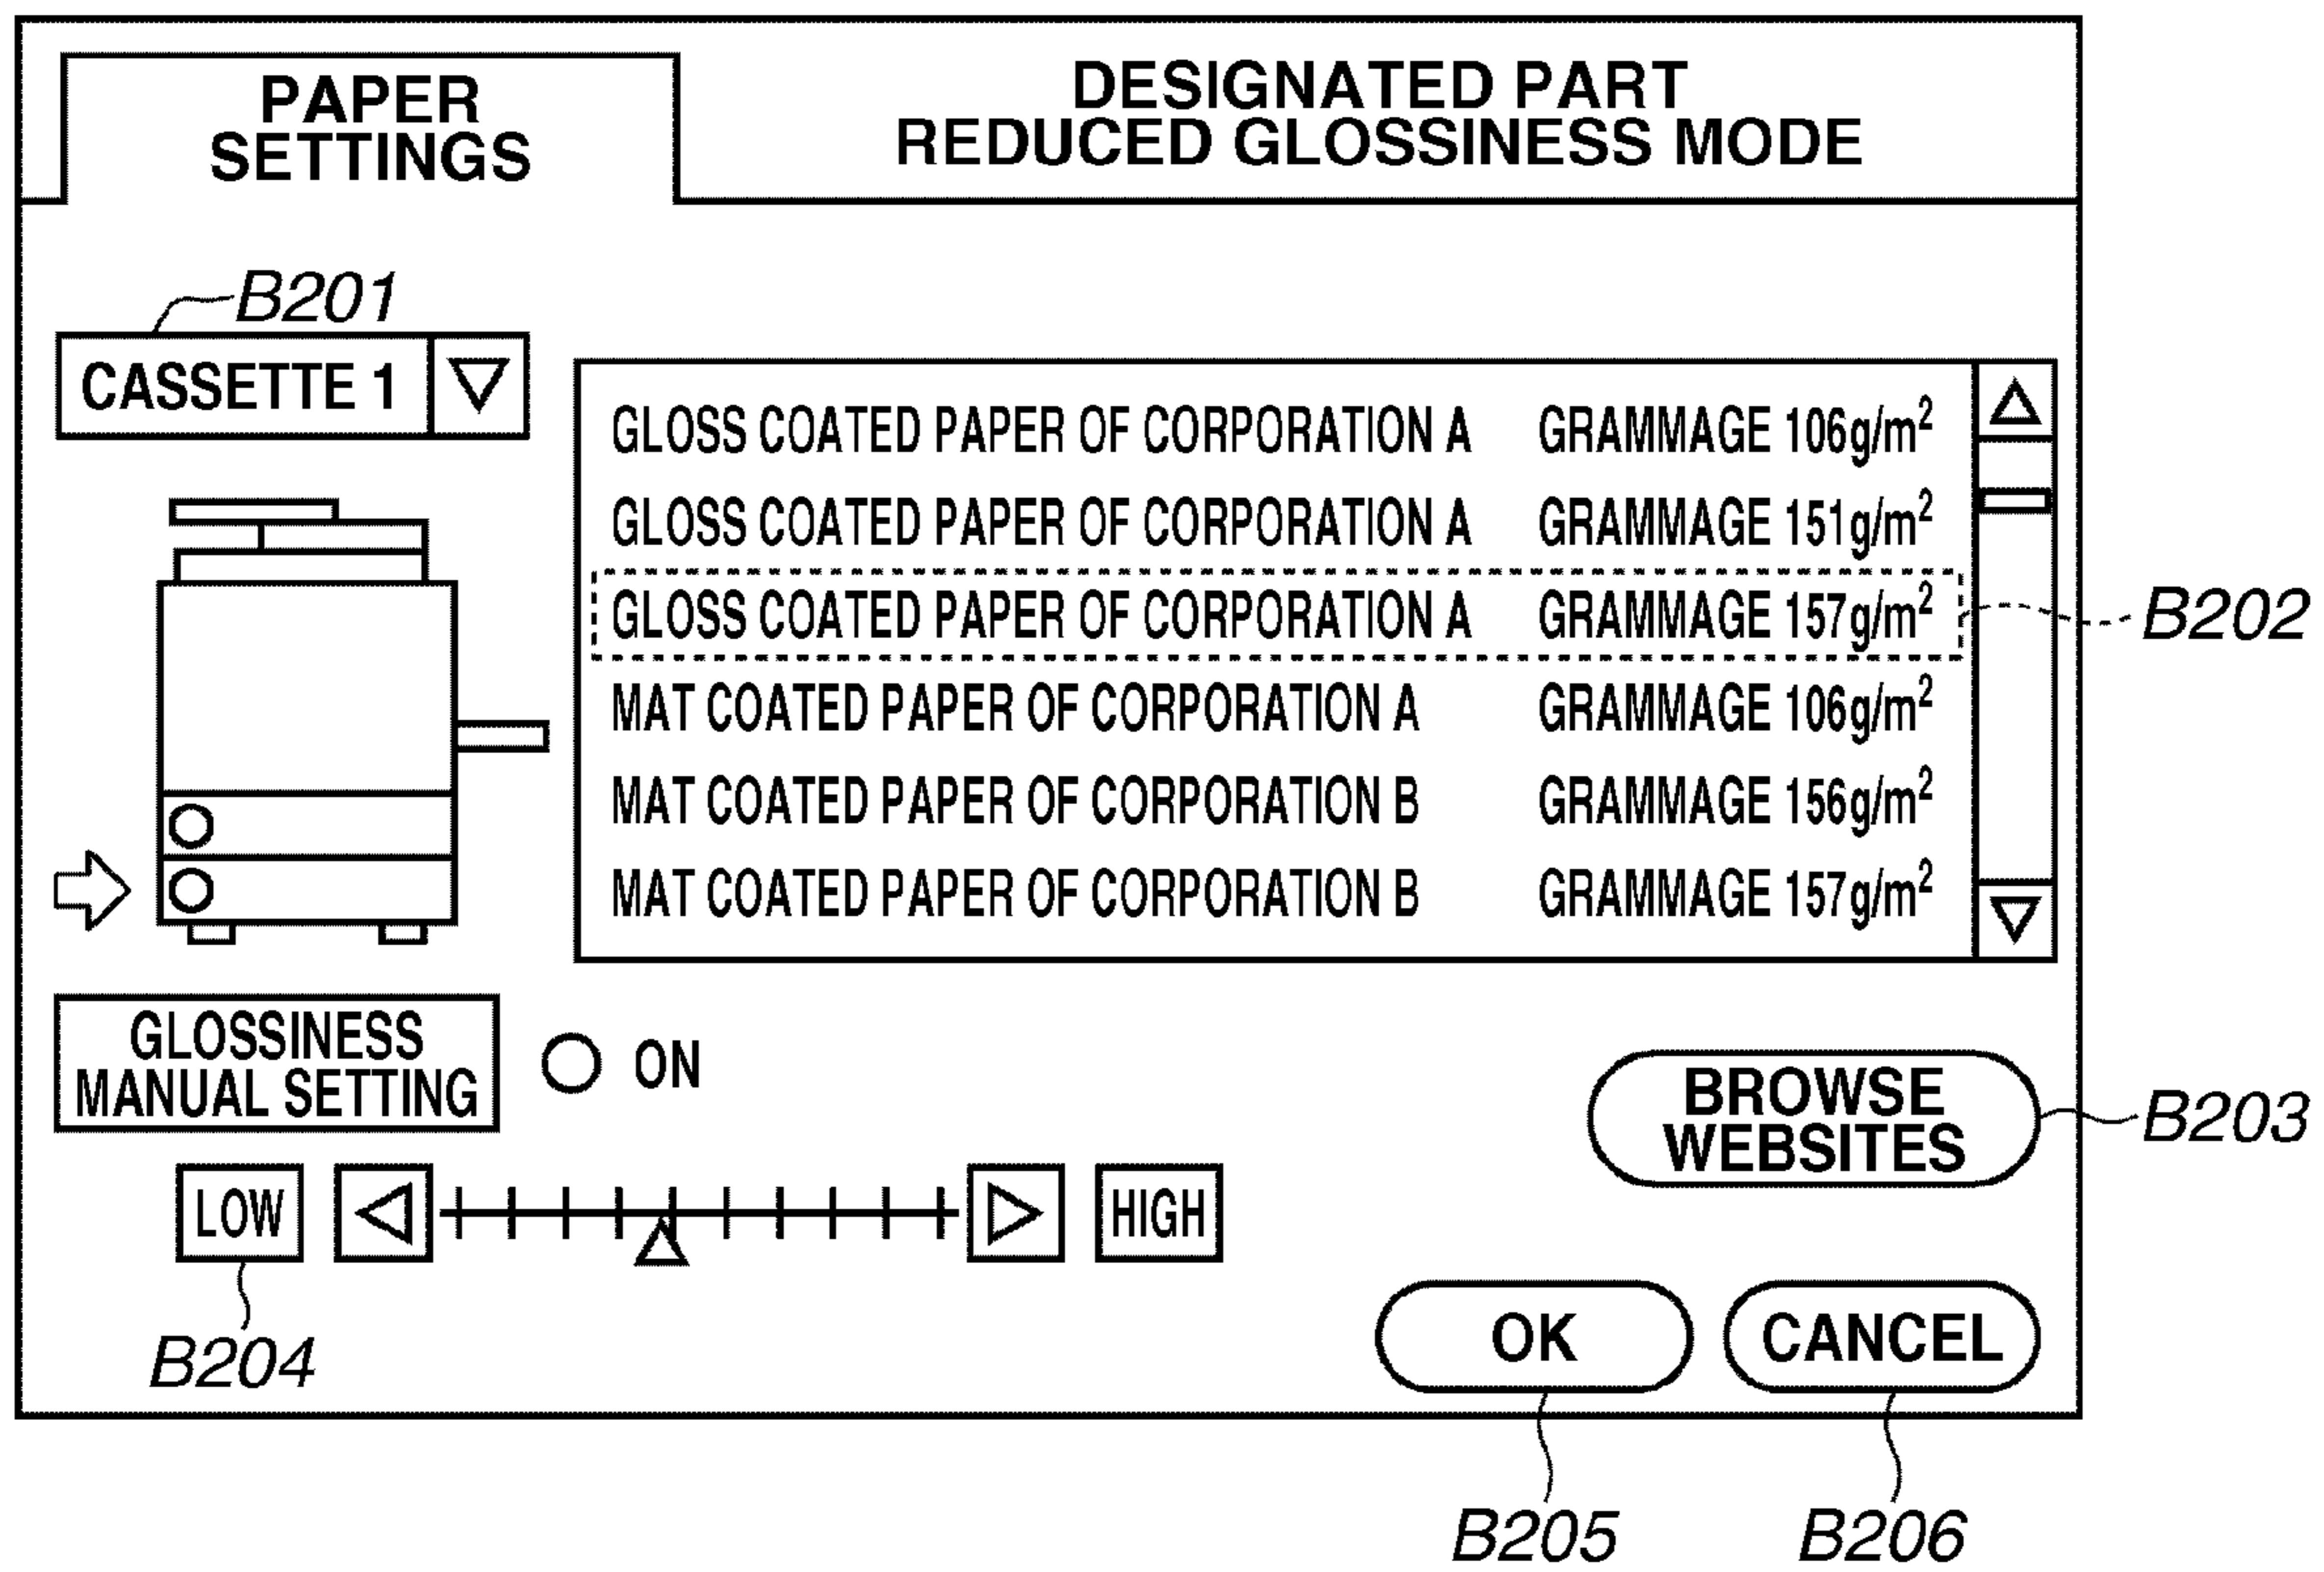 PAPER
SETTINGS
DESIGNATED PART
REDUCED GLOSSINESS MODE
B201
CASSETTE 1
GLOSS COATED PAPER OF CORPORATION A GRAMMAGE 106g/m²
GLOSS COATED PAPER OF CORPORATION A GRAMMAGE 151g/m²
GLOSS COATED PAPER OF CORPORATION A GRAMMAGE 157g/m²
B202
MAT COATED PAPER OF CORPORATION A GRAMMAGE 106g/m²
MAT COATED PAPER OF CORPORATION B GRAMMAGE 156g/m²
MAT COATED PAPER OF CORPORATION B GRAMMAGE 157g/m²
GLOSSINESS
MANUAL SETTING
ON
BROWSE
WEBSITES
B203
LOW
HIGH
B204
OK
CANCEL
B205
B206